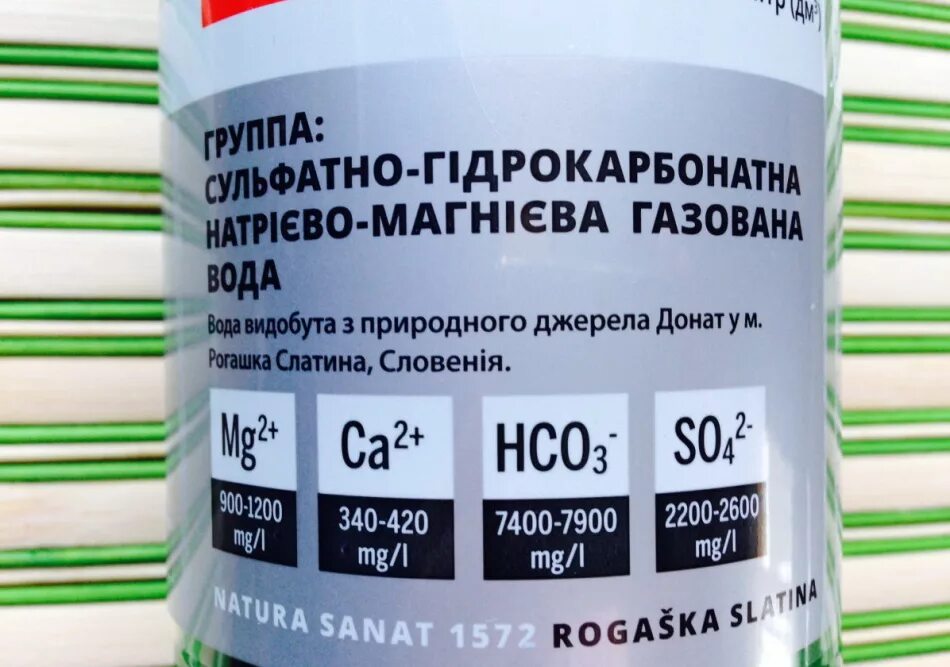 (дм³)
ГРУППА:
СУЛЬФАТНО-ГІДРОКАРБОНАТНА
НАТРІЄВО-МАГНІЄВА ГАЗОВАНА
ВОДА
Вода видобута з природного джерела Донат у м.
Рогашка Слатина, Словенія.
Mg²⁺ Ca²⁺ HCO₃⁻ SO₄²⁻
900-1200 340-420 7400-7900 2200-2600
mg/l mg/l mg/l mg/l
NATURA SANAT 1572 ROGAŠKA SLATINA